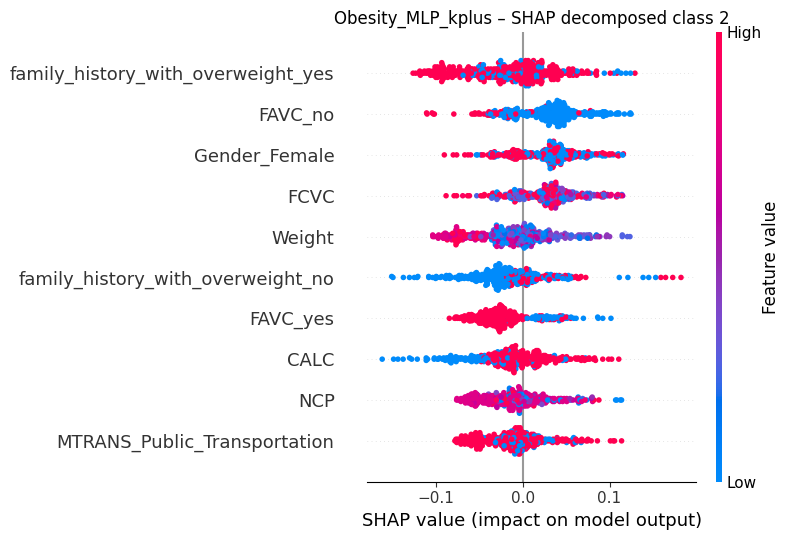 Obesity_MLP_kplus – SHAP decomposed class 2
High
family_history_with_overweight_yes
FAVC_no
Gender_Female
FCVC
Weight
family_history_with_overweight_no
FAVC_yes
CALC
NCP
MTRANS_Public_Transportation
Feature value
Low
−0.1 0.0 0.1
SHAP value (impact on model output)